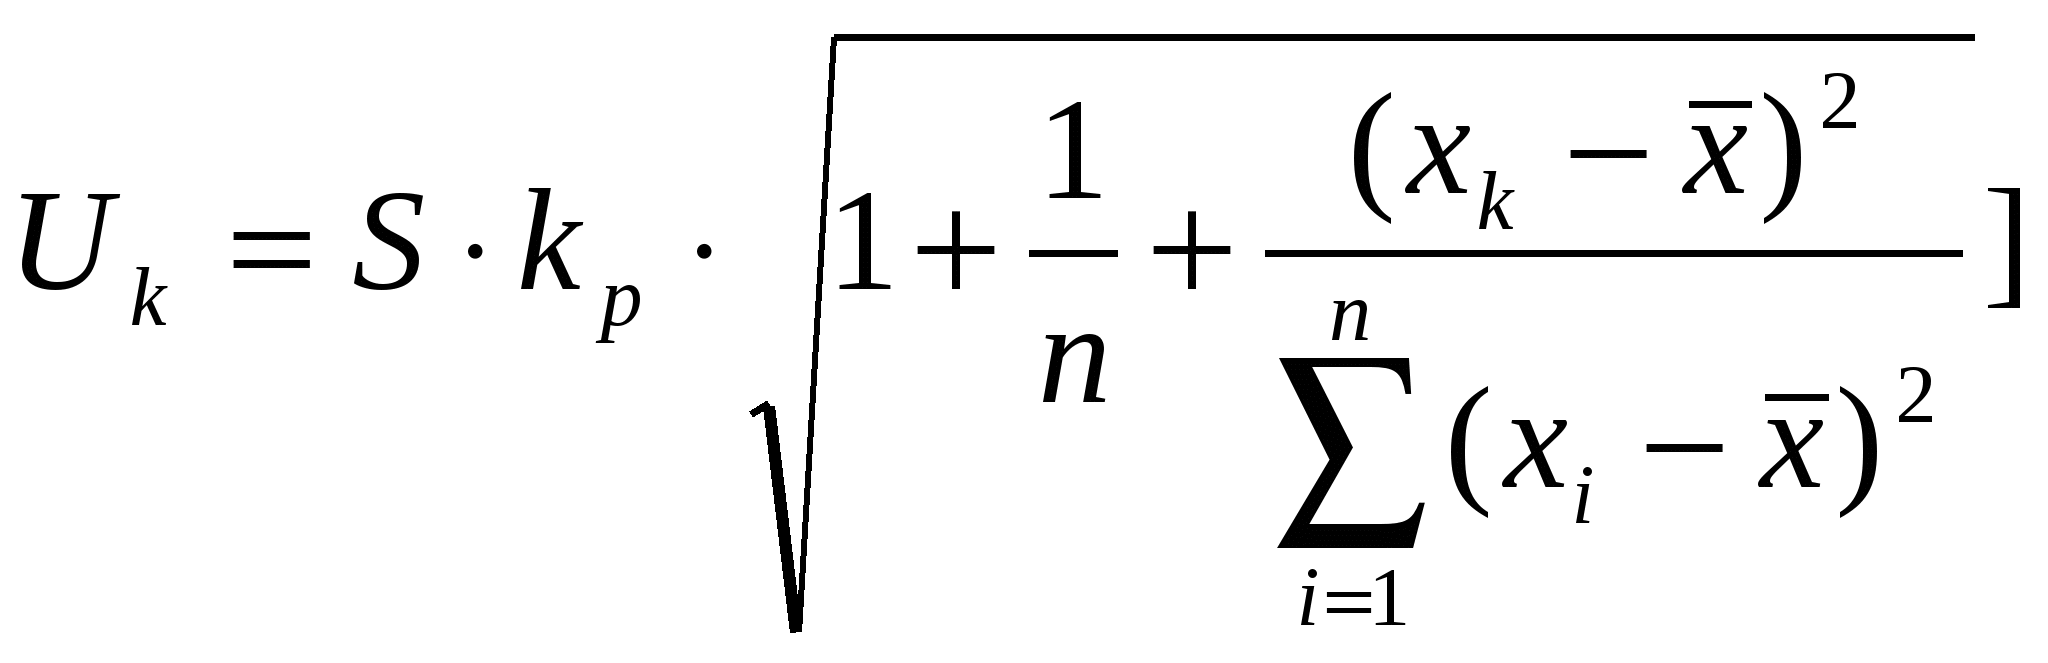 U_k = S · k_p · √(1 + 1/n + (x_k − x̄)² / ∑_{i=1}^{n} (x_i − x̄)²) ]